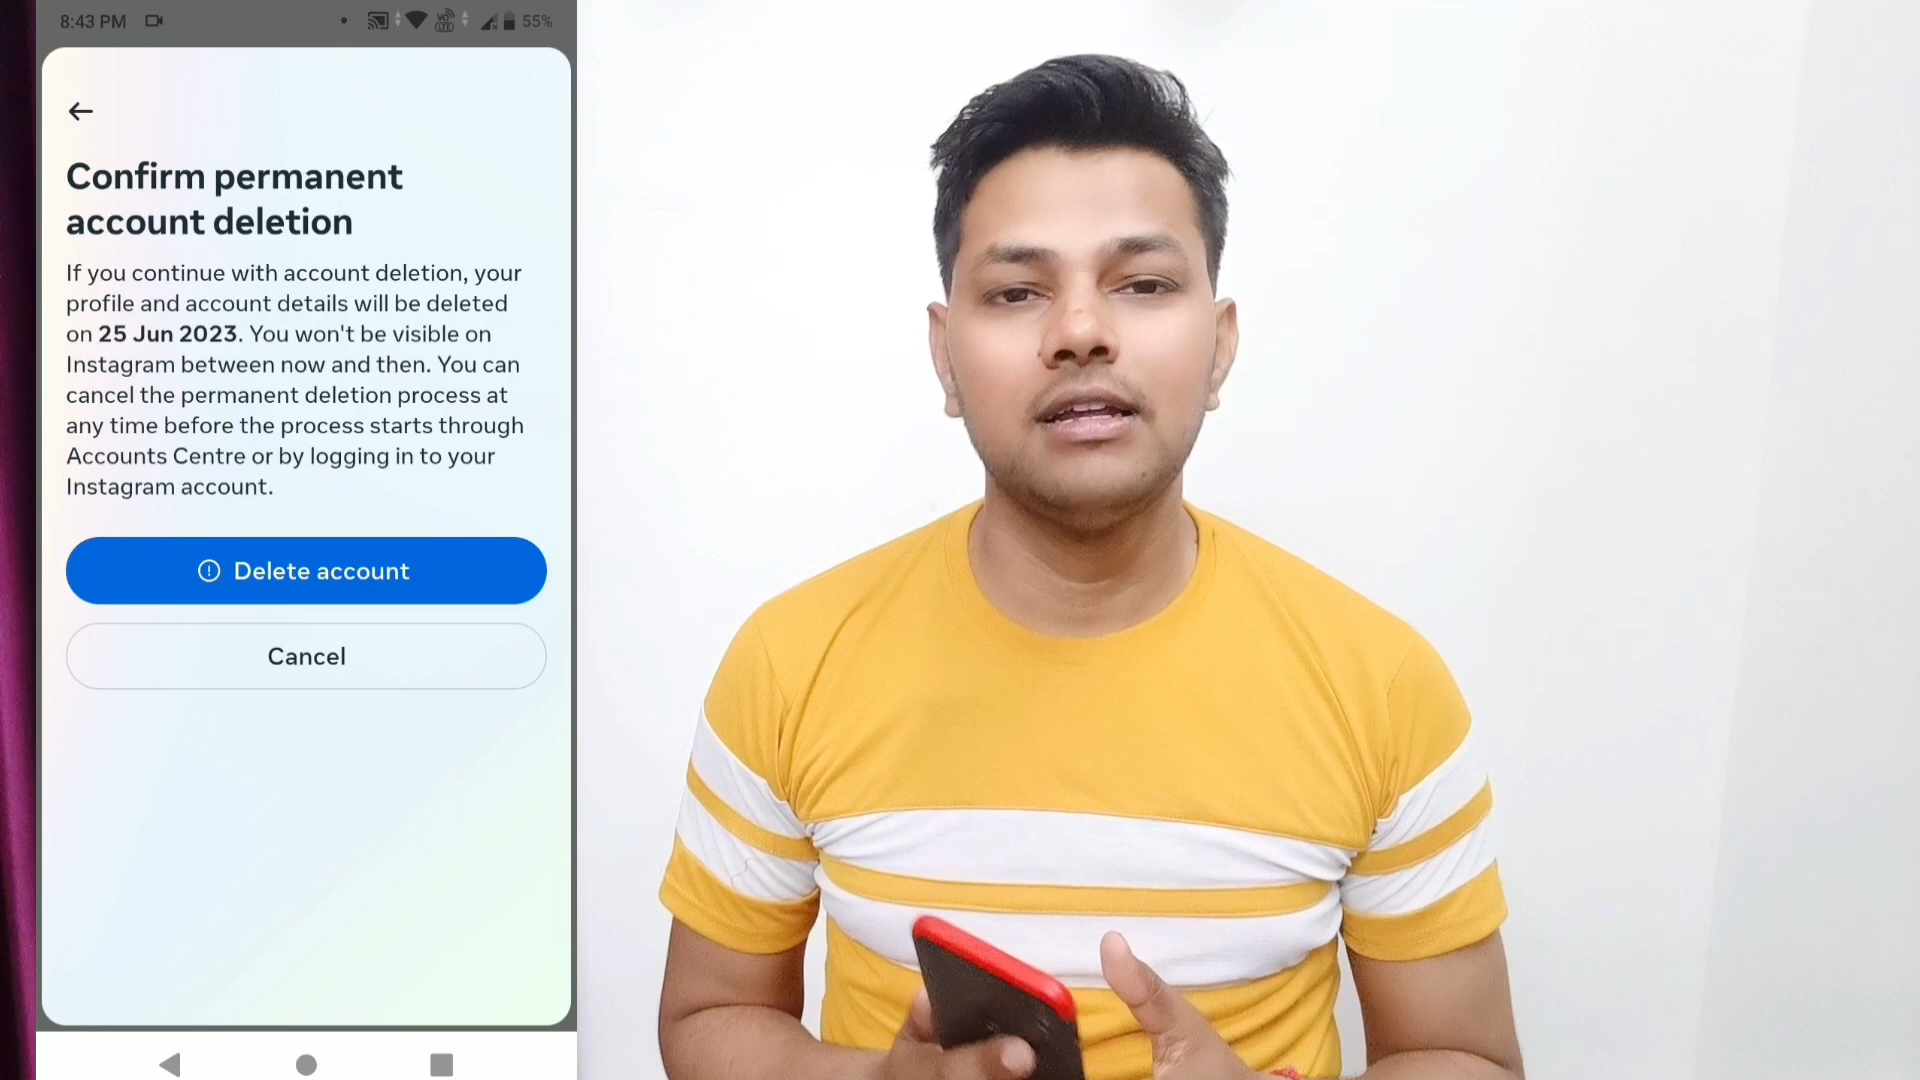 8:43 PM
VO
LTE
55%
Confirm permanent
account deletion
If you continue with account deletion, your
profile and account details will be deleted
on 25 Jun 2023. You won't be visible on
Instagram between now and then. You can
cancel the permanent deletion process at
any time before the process starts through
Accounts Centre or by logging in to your
Instagram account.
Delete account
Cancel